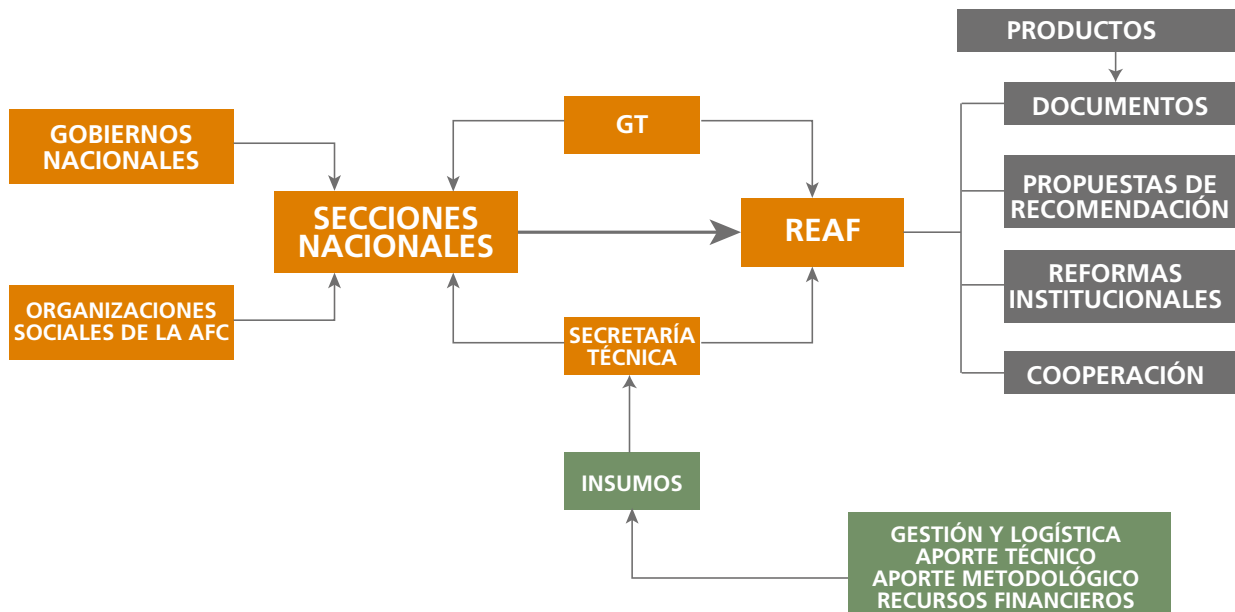 PRODUCTOS
GOBIERNOS
NACIONALES
GT
DOCUMENTOS
PROPUESTAS DE
RECOMENDACIÓN
SECCIONES
NACIONALES
REAF
REFORMAS
INSTITUCIONALES
ORGANIZACIONES
SOCIALES DE LA AFC
SECRETARÍA
TÉCNICA
COOPERACIÓN
INSUMOS
GESTIÓN Y LOGÍSTICA
APORTE TÉCNICO
APORTE METODOLÓGICO
RECURSOS FINANCIEROS